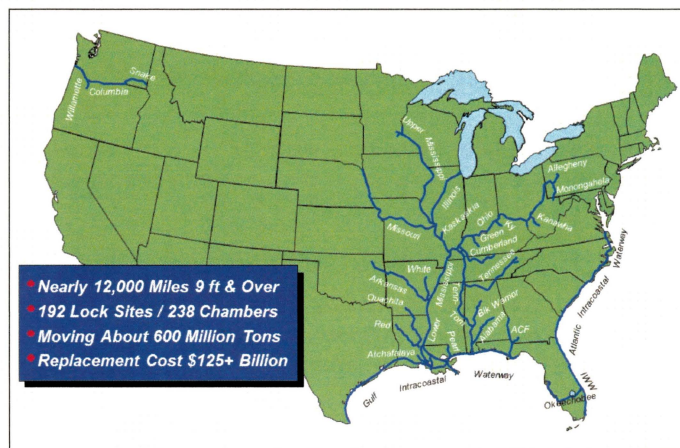 Willamette
Columbia
Snake
Upper Mississippi
Illinois
Missouri
Kaskaskia
Ohio
Green
Cumberland
Tennessee
Kanawha
Allegheny
Monongahela
White
Arkansas
Ouachita
Red
Atchafalaya
Lower Mississippi
Pearl
Tenn-Tom
Blk Warrior
Alabama
ACF
Gulf Intracoastal Waterway
Atlantic Intracoastal Waterway
IWW
Okeechobee
• Nearly 12,000 Miles 9 ft & Over
• 192 Lock Sites / 238 Chambers
• Moving About 600 Million Tons
• Replacement Cost $125+ Billion